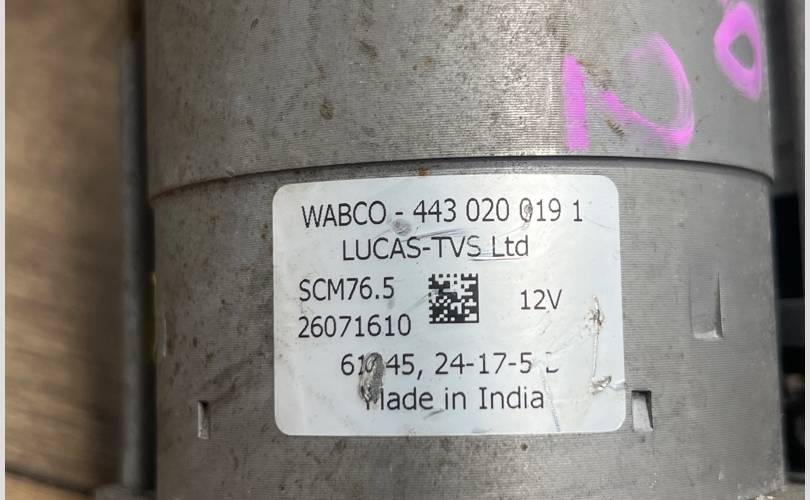 WABCO - 443 020 019 1
LUCAS-TVS Ltd
SCM76.5
12V
26071610
24-17-5
Made in India